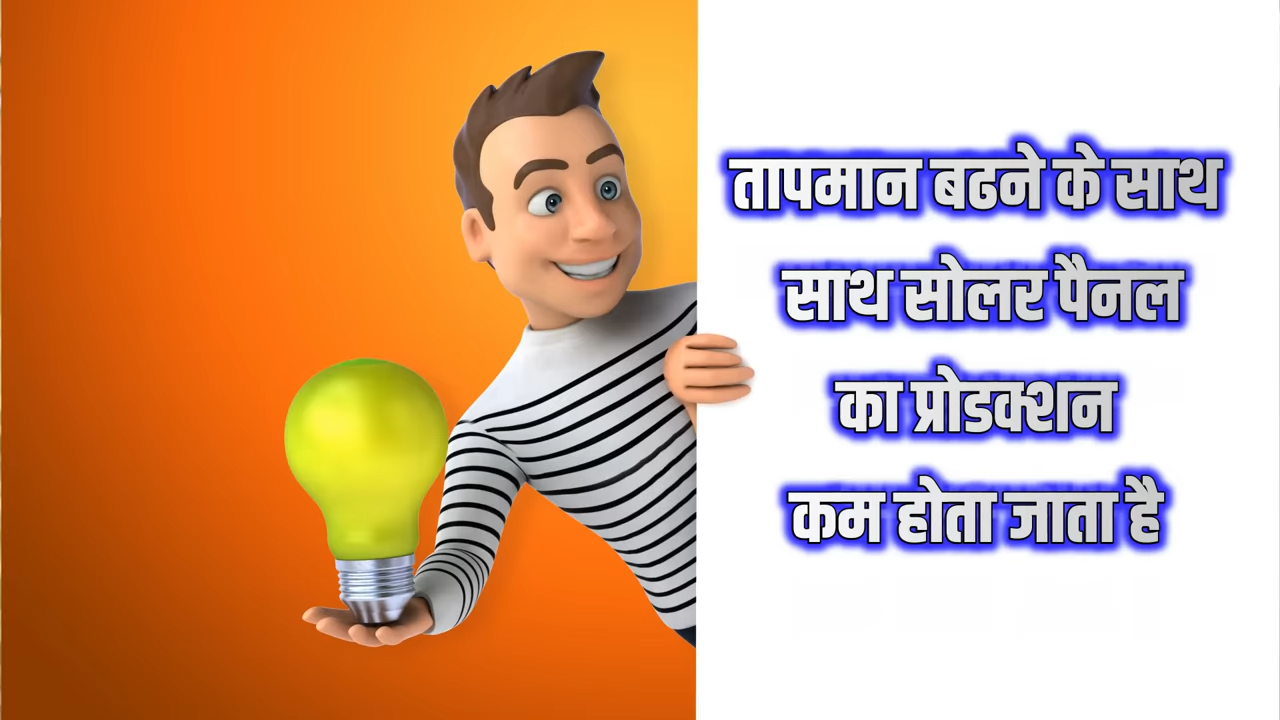 तापमान बढने के साथ
साथ सोलर पैनल
का प्रोडक्शन
कम होता जाता है